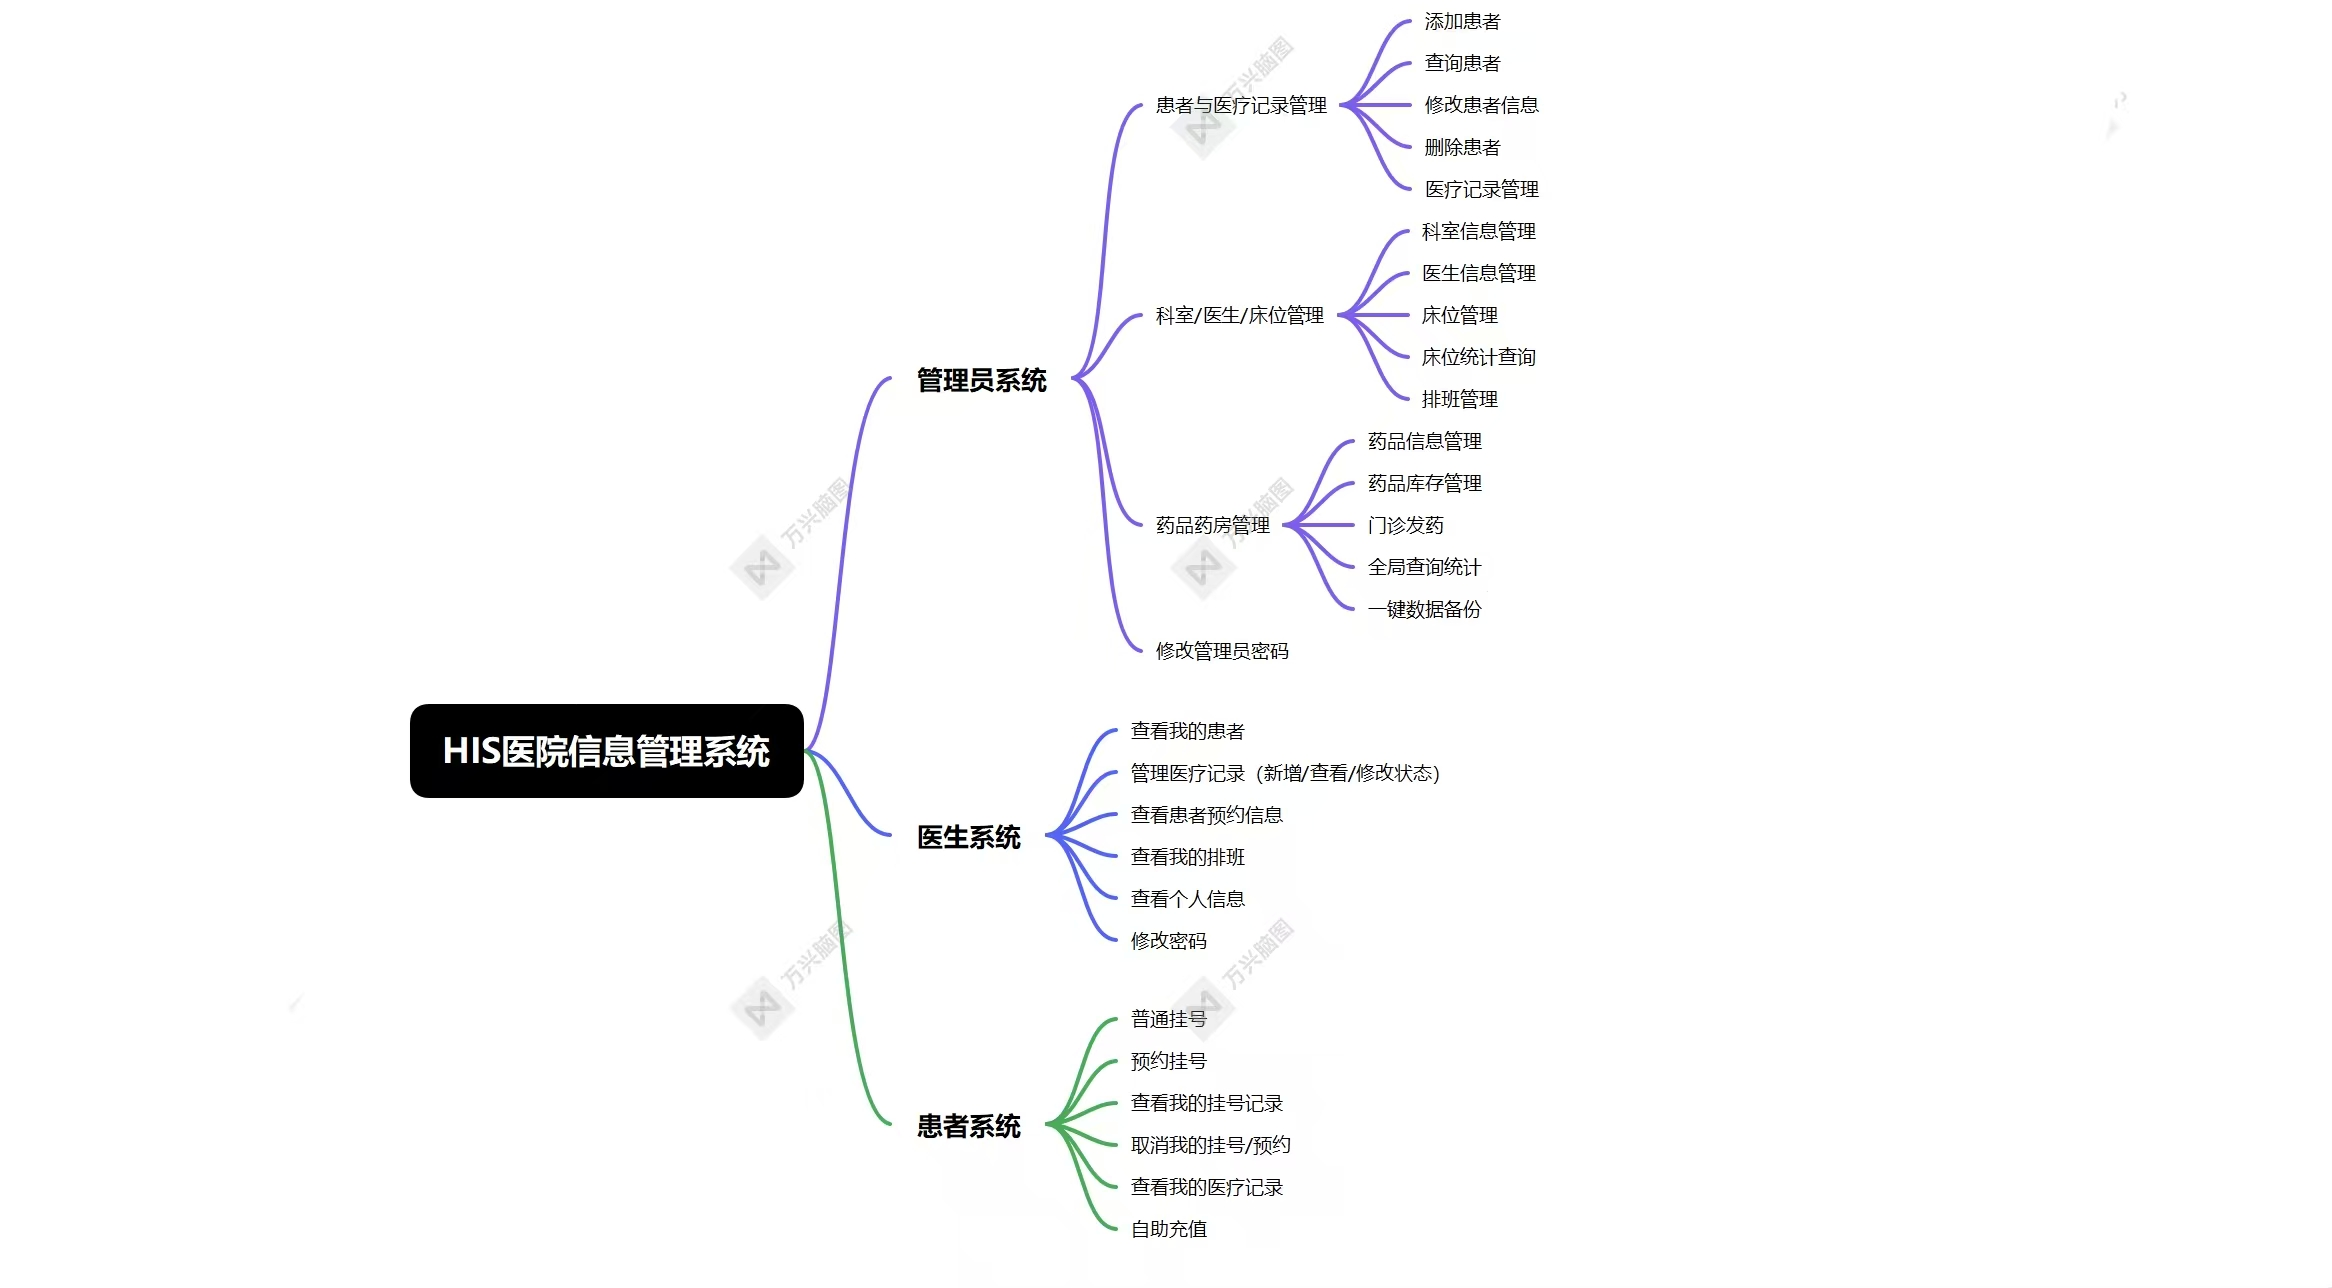 HIS医院信息管理系统
管理员系统
患者与医疗记录管理
添加患者
查询患者
修改患者信息
删除患者
医疗记录管理
科室/医生/床位管理
科室信息管理
医生信息管理
床位管理
床位统计查询
排班管理
药品药房管理
药品信息管理
药品库存管理
门诊发药
全局查询统计
一键数据备份
修改管理员密码
医生系统
查看我的患者
管理医疗记录（新增/查看/修改状态）
查看患者预约信息
查看我的排班
查看个人信息
修改密码
患者系统
普通挂号
预约挂号
查看我的挂号记录
取消我的挂号/预约
查看我的医疗记录
自助充值
万兴脑图
万兴脑图
万兴脑图
万兴脑图
万兴脑图